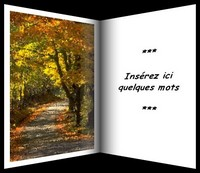 ***
Insérez ici
quelques mots
***